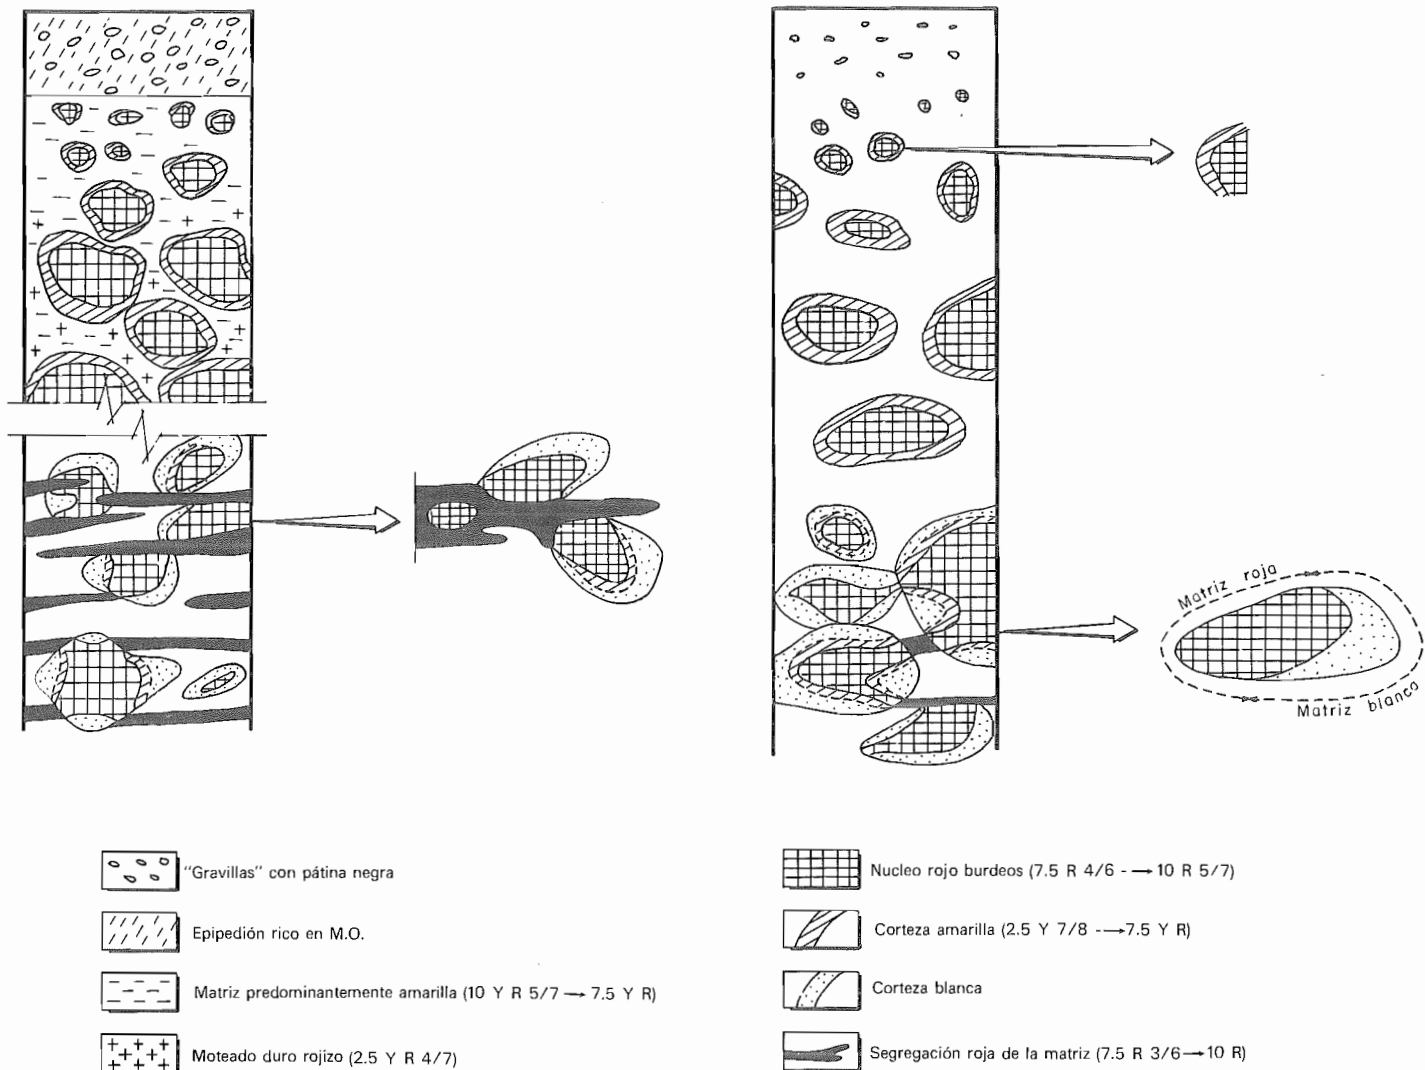 Matriz roja
Matriz blanca
"Gravillas" con pátina negra
Epipedión rico en M.O.
Matriz predominantemente amarilla (10 Y R 5/7 → 7.5 Y R)
Moteado duro rojizo (2.5 Y R 4/7)
Nucleo rojo burdeos (7.5 R 4/6 - → 10 R 5/7)
Corteza amarilla (2.5 Y 7/8 -→ 7.5 Y R)
Corteza blanca
Segregación roja de la matriz (7.5 R 3/6 → 10 R)